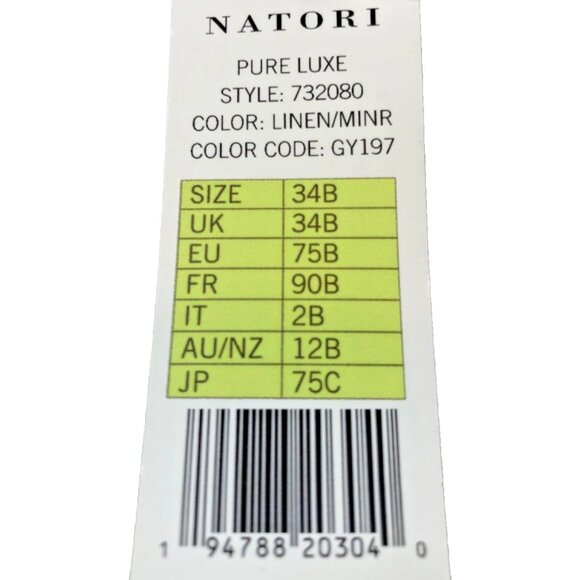 NATORI
PURE LUXE
STYLE: 732080
COLOR: LINEN/MINR
COLOR CODE: GY197
SIZE 34B
UK 34B
EU 75B
FR 90B
IT 2B
AU/NZ 12B
JP 75C
1 94788 20304 0